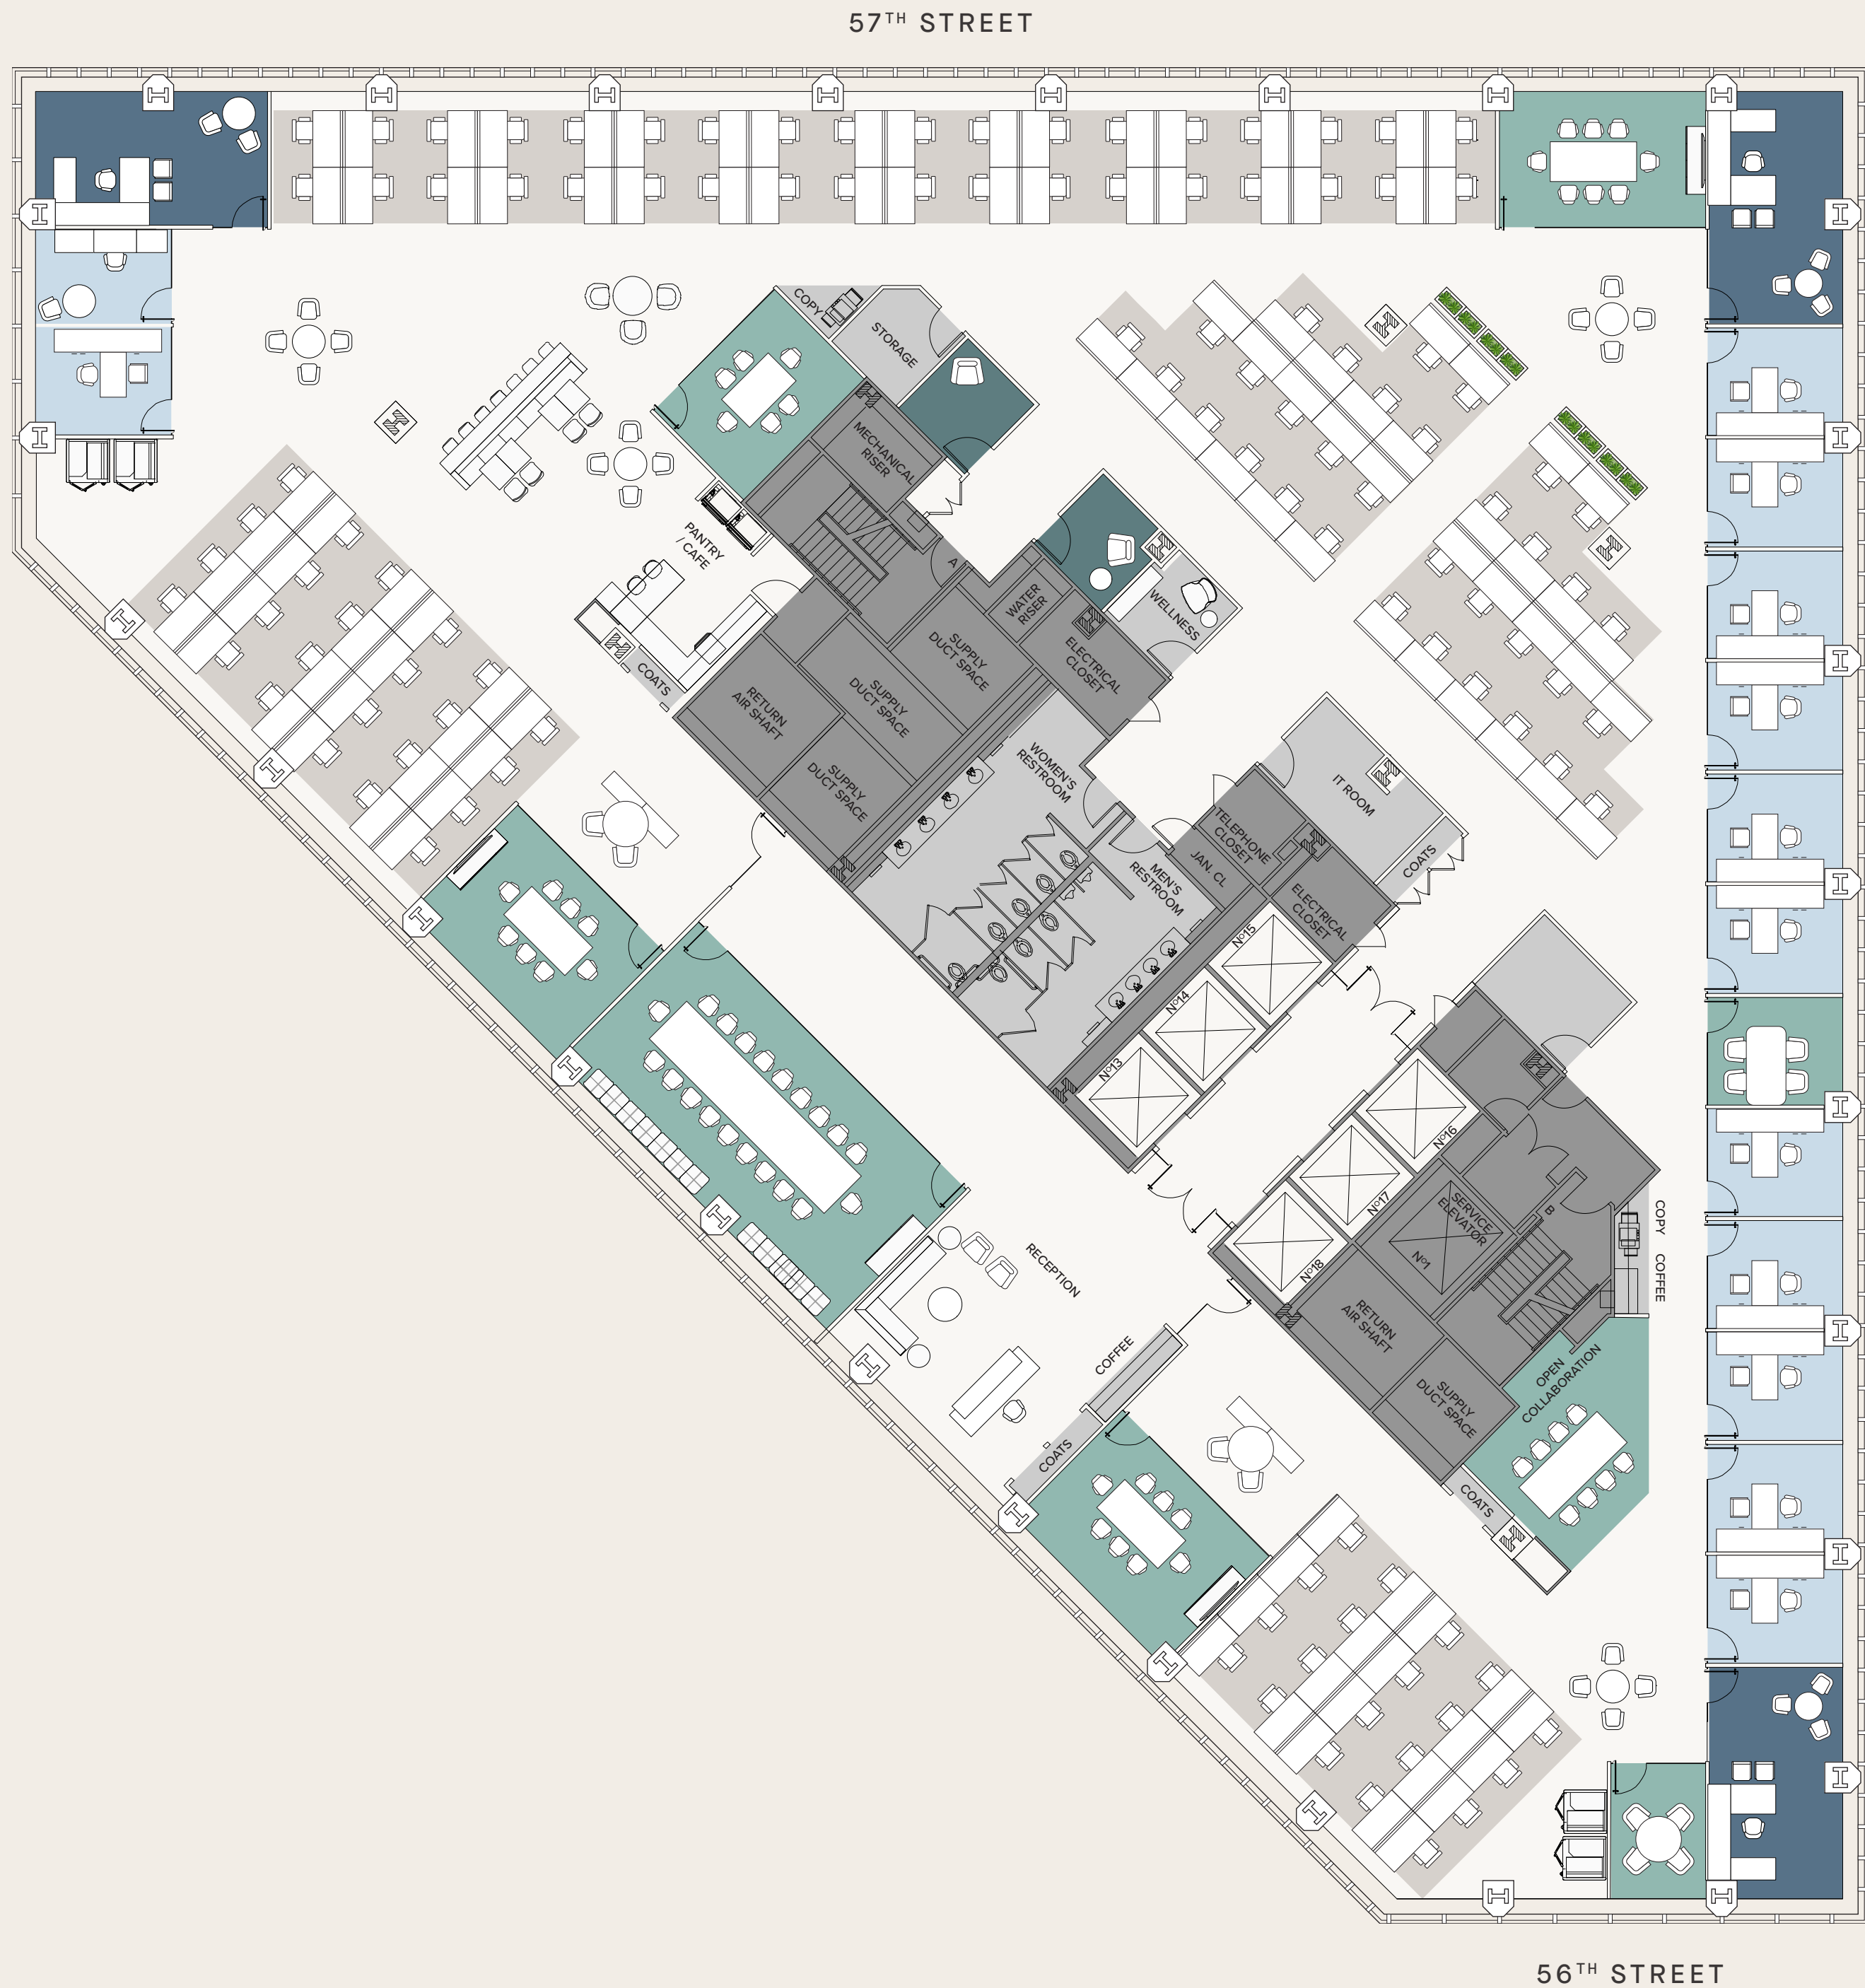 57TH STREET
COPY
STORAGE
MECHANICAL
RISER
PANTRY
/ CAFE
A
WATER
RISER
WELLNESS
SUPPLY
DUCT SPACE
ELECTRICAL
CLOSET
COATS
RETURN
AIR SHAFT
SUPPLY
DUCT SPACE
SUPPLY
DUCT SPACE
WOMEN'S
RESTROOM
IT ROOM
TELEPHONE
CLOSET
JAN. CL
MEN'S
RESTROOM
COATS
ELECTRICAL
CLOSET
Nº15
Nº14
Nº13
Nº16
Nº17
Nº18
SERVICE
ELEVATOR
Nº1
B
COPY
COFFEE
RECEPTION
RETURN
AIR SHAFT
COFFEE
OPEN
COLLABORATION
SUPPLY
DUCT SPACE
COATS
COATS
56TH STREET